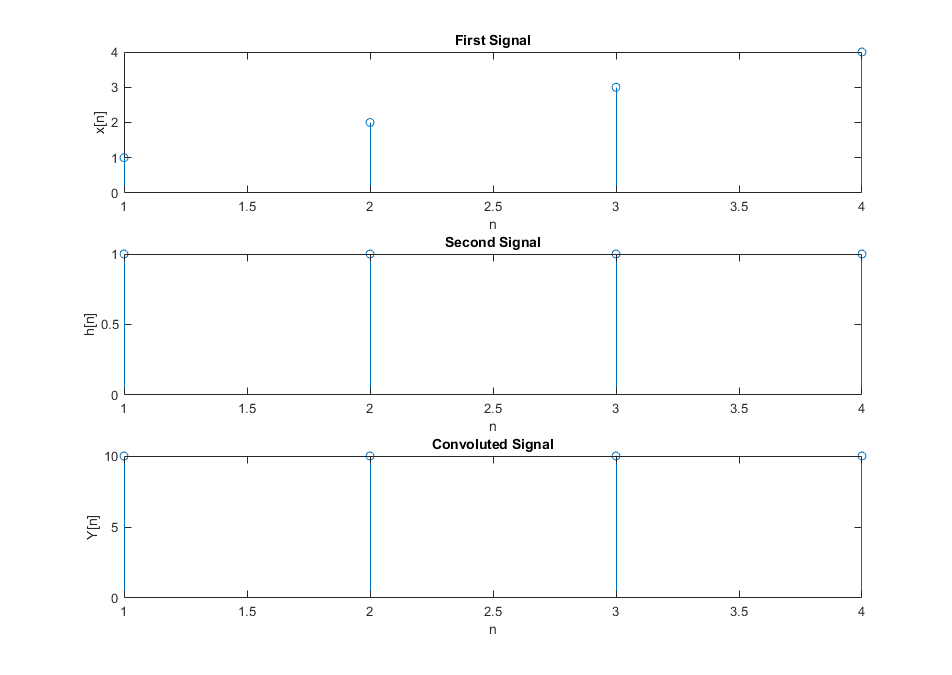 First Signal
4
3
2
1
0
x[n]
1 1.5 2 2.5 3 3.5 4
n
Second Signal
1
0.5
0
h[n]
1 1.5 2 2.5 3 3.5 4
n
Convoluted Signal
10
5
0
Y[n]
1 1.5 2 2.5 3 3.5 4
n